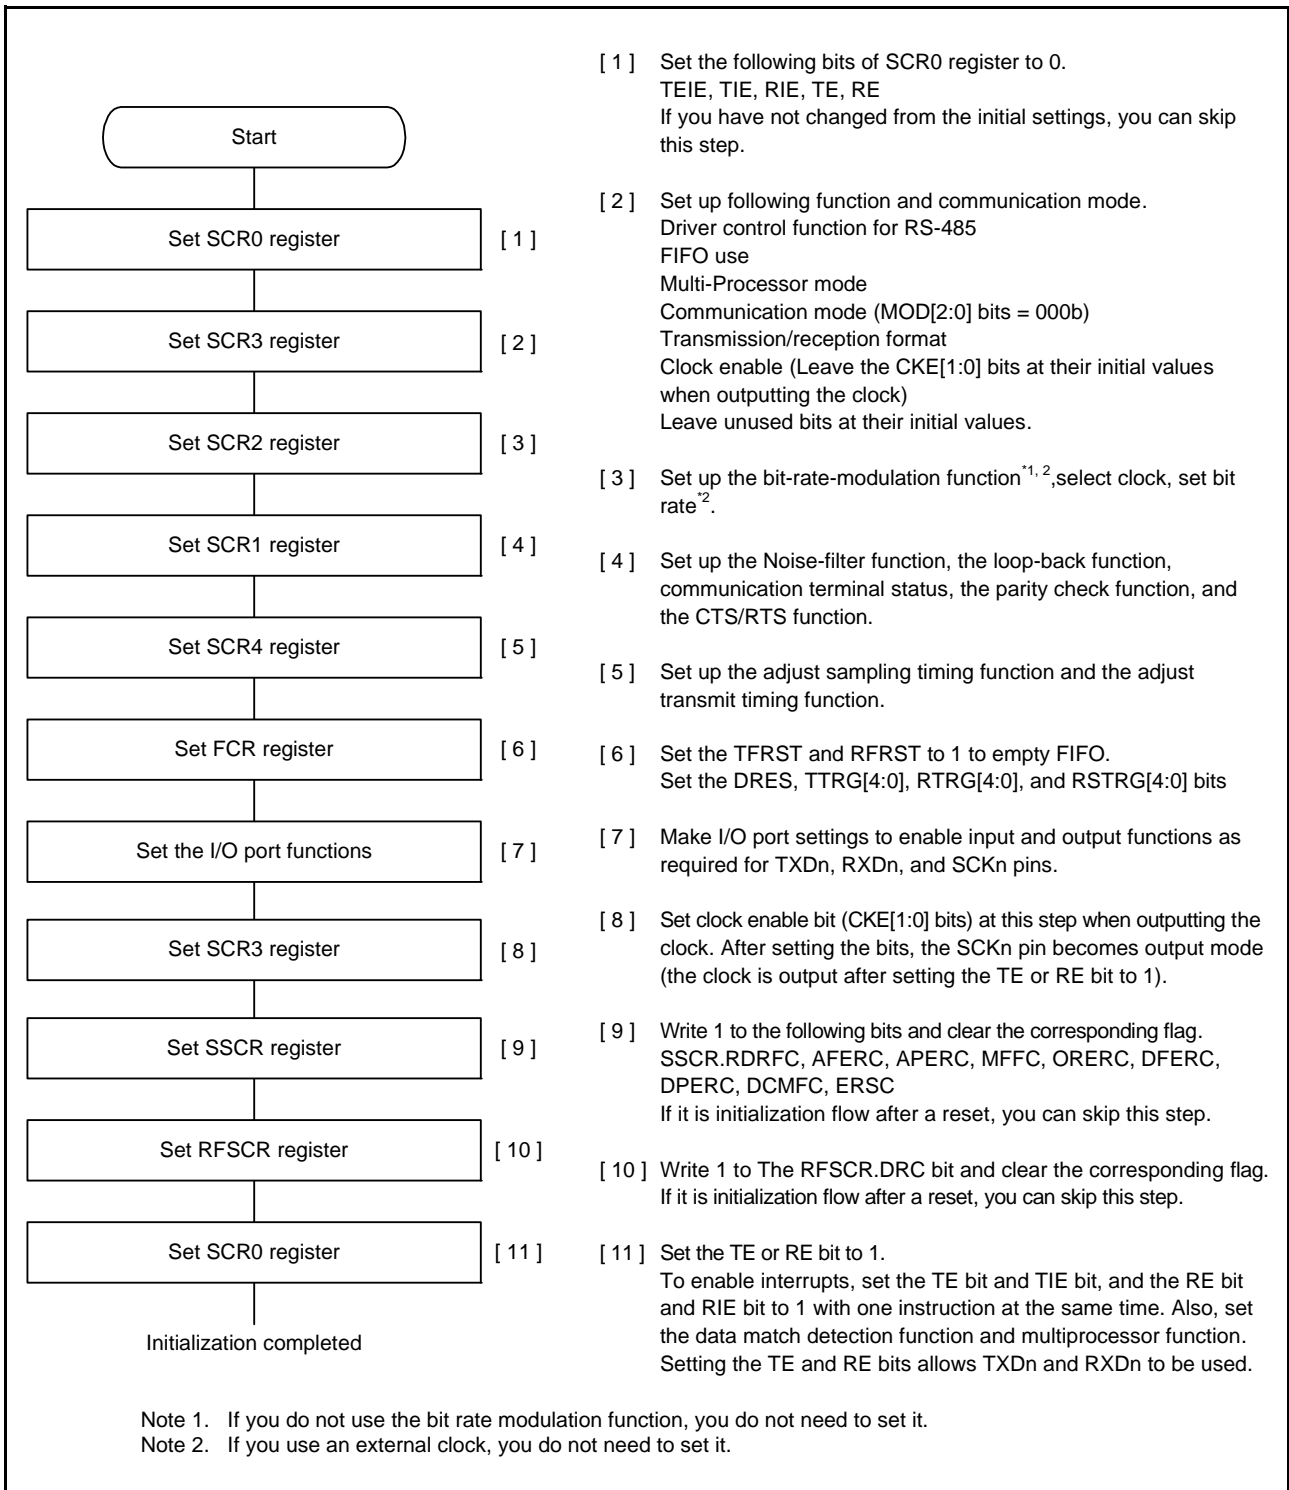 Start
Set SCR0 register
[ 1 ]
Set SCR3 register
[ 2 ]
Set SCR2 register
[ 3 ]
Set SCR1 register
[ 4 ]
Set SCR4 register
[ 5 ]
Set FCR register
[ 6 ]
Set the I/O port functions
[ 7 ]
Set SCR3 register
[ 8 ]
Set SSCR register
[ 9 ]
Set RFSCR register
[ 10 ]
Set SCR0 register
[ 11 ]
Initialization completed
[ 1 ] Set the following bits of SCR0 register to 0.
TEIE, TIE, RIE, TE, RE
If you have not changed from the initial settings, you can skip
this step.
[ 2 ] Set up following function and communication mode.
Driver control function for RS-485
FIFO use
Multi-Processor mode
Communication mode (MOD[2:0] bits = 000b)
Transmission/reception format
Clock enable (Leave the CKE[1:0] bits at their initial values
when outputting the clock)
Leave unused bits at their initial values.
[ 3 ] Set up the bit-rate-modulation function*1, 2,select clock, set bit
rate*2.
[ 4 ] Set up the Noise-filter function, the loop-back function,
communication terminal status, the parity check function, and
the CTS/RTS function.
[ 5 ] Set up the adjust sampling timing function and the adjust
transmit timing function.
[ 6 ] Set the TFRST and RFRST to 1 to empty FIFO.
Set the DRES, TTRG[4:0], RTRG[4:0], and RSTRG[4:0] bits
[ 7 ] Make I/O port settings to enable input and output functions as
required for TXDn, RXDn, and SCKn pins.
[ 8 ] Set clock enable bit (CKE[1:0] bits) at this step when outputting the
clock. After setting the bits, the SCKn pin becomes output mode
(the clock is output after setting the TE or RE bit to 1).
[ 9 ] Write 1 to the following bits and clear the corresponding flag.
SSCR.RDRFC, AFERC, APERC, MFFC, ORERC, DFERC,
DPERC, DCMFC, ERSC
If it is initialization flow after a reset, you can skip this step.
[ 10 ] Write 1 to The RFSCR.DRC bit and clear the corresponding flag.
If it is initialization flow after a reset, you can skip this step.
[ 11 ] Set the TE or RE bit to 1.
To enable interrupts, set the TE bit and TIE bit, and the RE bit
and RIE bit to 1 with one instruction at the same time. Also, set
the data match detection function and multiprocessor function.
Setting the TE and RE bits allows TXDn and RXDn to be used.
Note 1. If you do not use the bit rate modulation function, you do not need to set it.
Note 2. If you use an external clock, you do not need to set it.